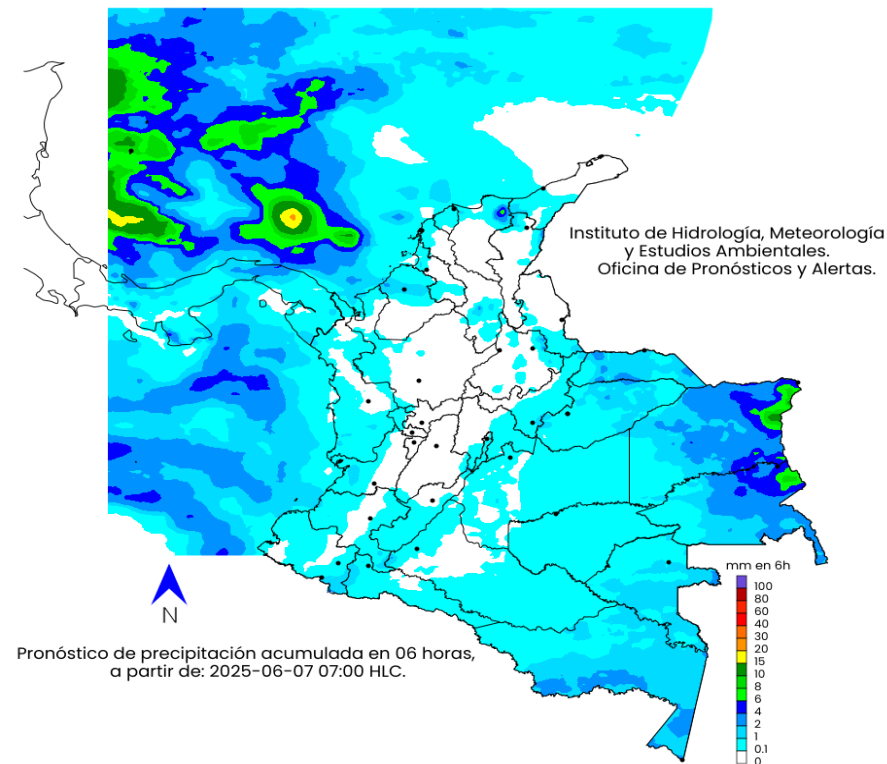 Instituto de Hidrología, Meteorología
y Estudios Ambientales.
Oficina de Pronósticos y Alertas.
mm en 6h
100
80
60
40
30
20
15
10
8
6
4
2
1
0.1
0
N
Pronóstico de precipitación acumulada en 06 horas,
a partir de: 2025-06-07 07:00 HLC.